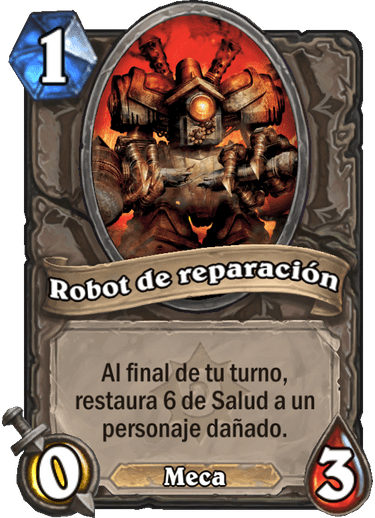 1
Robot de reparación
Al final de tu turno,
restaura 6 de Salud a un
personaje dañado.
0
Meca
3